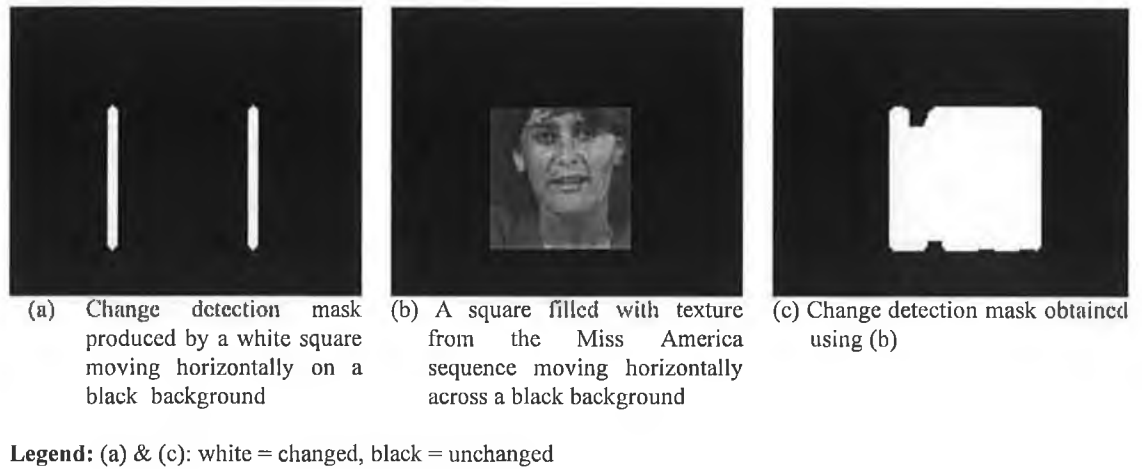 (a) Change detection mask
produced by a white square
moving horizontally on a
black background
(b) A square filled with texture
from the Miss America
sequence moving horizontally
across a black background
(c) Change detection mask obtained
using (b)
Legend: (a) & (c): white = changed, black = unchanged